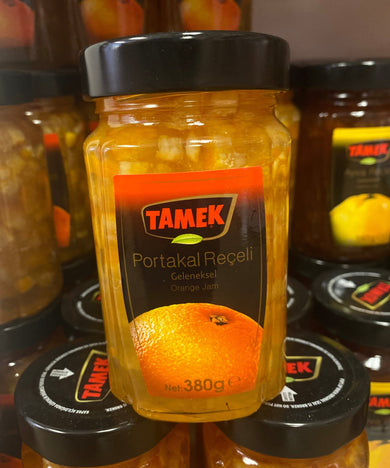 TAMEK
Portakal Reçeli
Geleneksel
Orange Jam
Net: 380g e
TAMEK
TAMEK
TAMEK
TAMEK